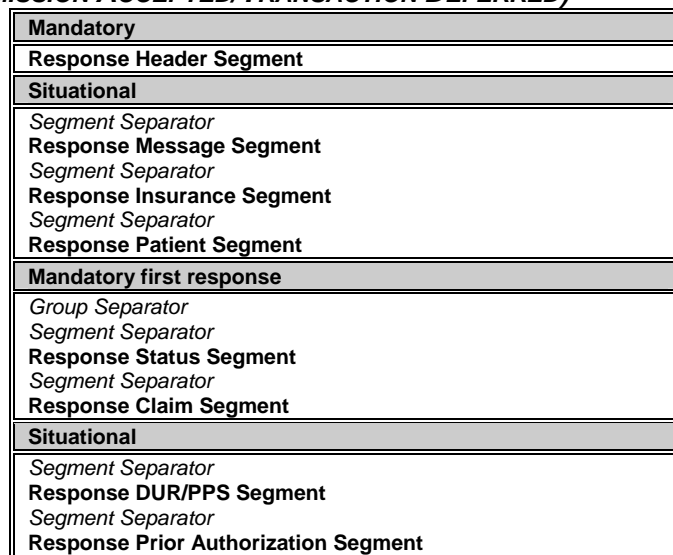 Mandatory
Response Header Segment
Situational
Segment Separator
Response Message Segment
Segment Separator
Response Insurance Segment
Segment Separator
Response Patient Segment
Mandatory first response
Group Separator
Segment Separator
Response Status Segment
Segment Separator
Response Claim Segment
Situational
Segment Separator
Response DUR/PPS Segment
Segment Separator
Response Prior Authorization Segment